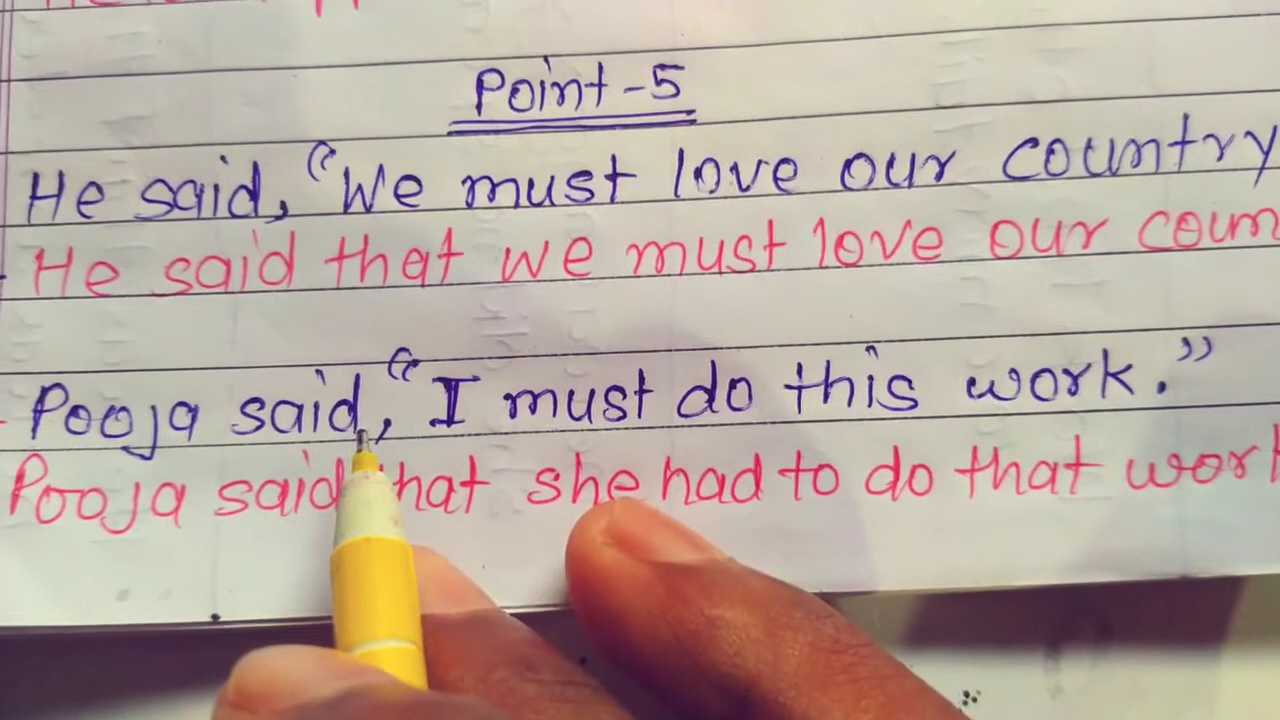 Point-5
He said, "We must love our country
He said that we must love our coun
Pooja said, "I must do this work."
Pooja said that she had to do that work